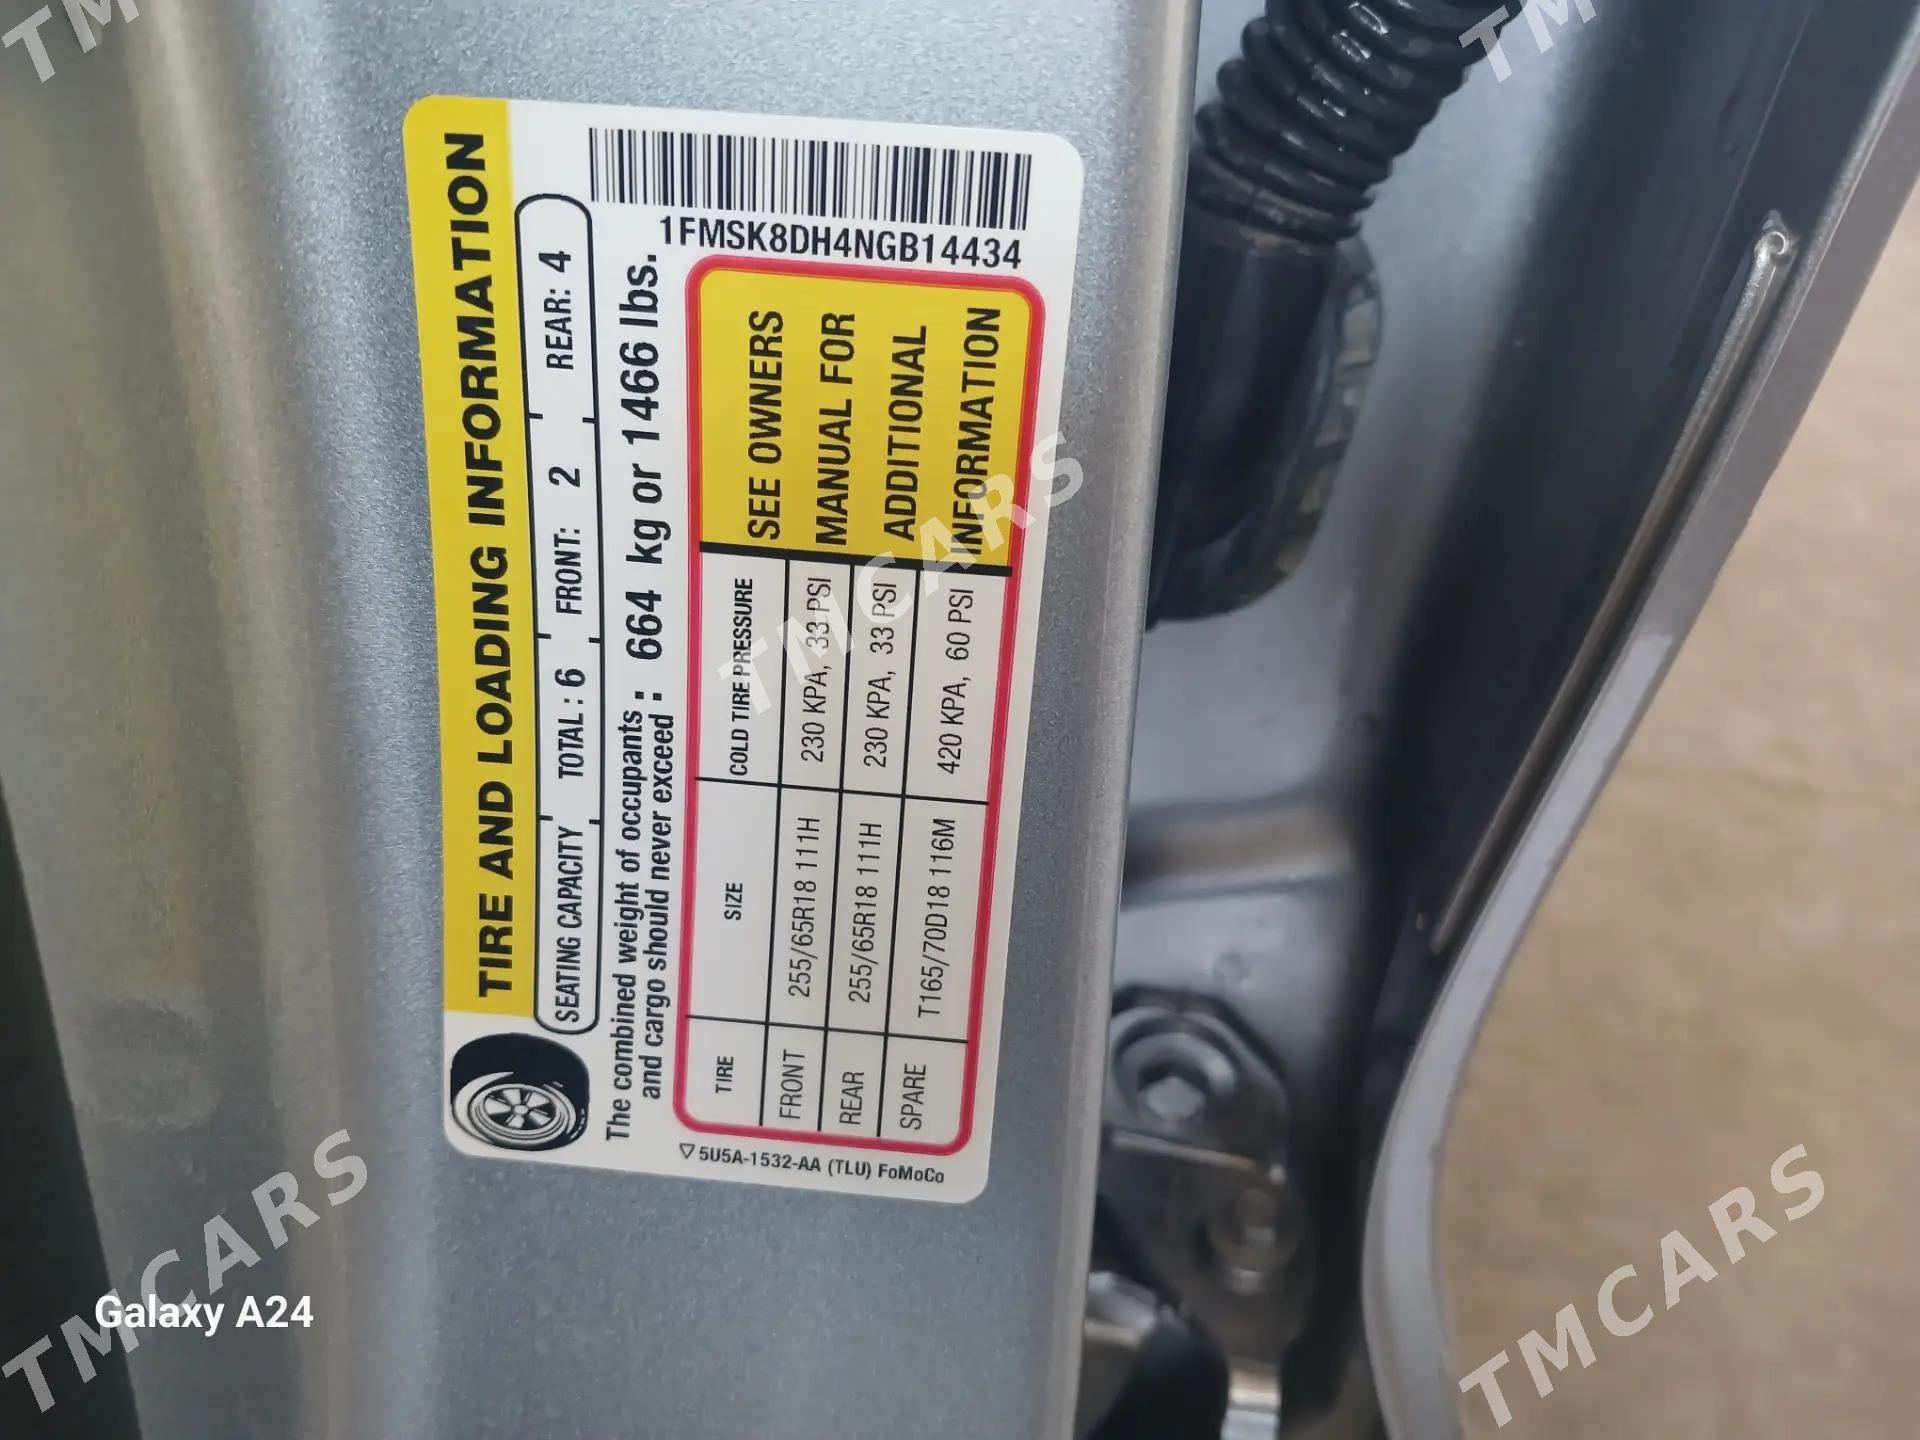 TIRE AND LOADING INFORMATION
SEATING CAPACITY TOTAL : 6 FRONT: 2 REAR: 4
The combined weight of occupants and cargo should never exceed : 664 kg or 1466 lbs.
TIRE SIZE COLD TIRE PRESSURE
FRONT 255/65R18 111H 230 KPA, 33 PSI
REAR 255/65R18 111H 230 KPA, 33 PSI
SPARE T165/70D18 116M 420 KPA, 60 PSI
SEE OWNERS
MANUAL FOR
ADDITIONAL
INFORMATION
1FMSK8DH4NGB14434
5U5A-1532-AA (TLU) FoMoCo
Galaxy A24
TMCARS
TMCARS
TMCARS
TM
TM